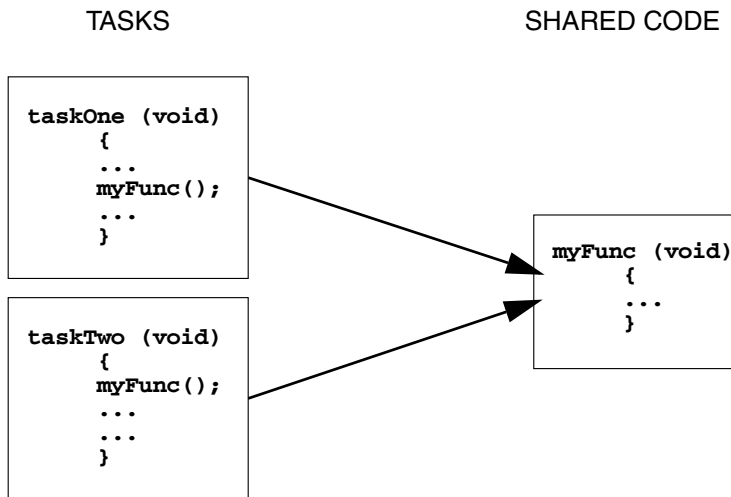 TASKS
SHARED CODE
taskOne (void)
{
...
myFunc();
...
}
myFunc (void)
{
...
}
taskTwo (void)
{
myFunc();
...
...
}